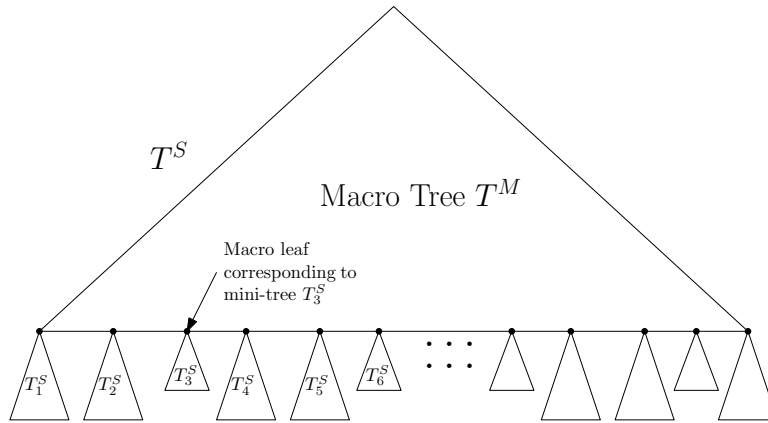 T^S
Macro Tree T^M
Macro leaf
corresponding to
mini-tree T_3^S
T_1^S T_2^S T_3^S T_4^S T_5^S T_6^S